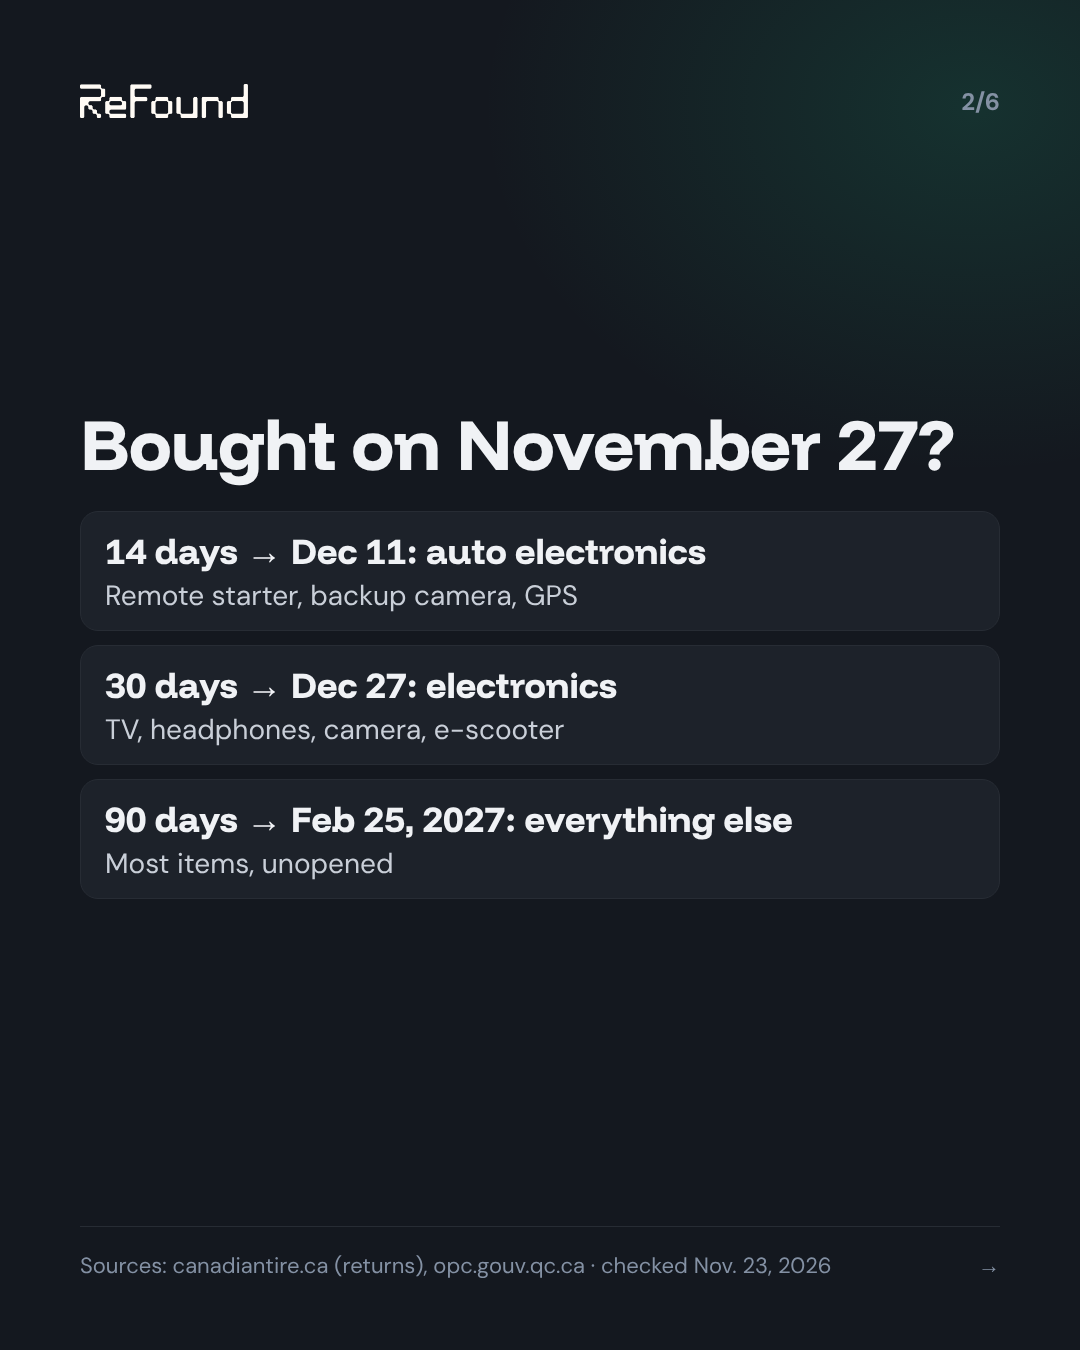 ReFound
2/6
Bought on November 27?
14 days → Dec 11: auto electronics
Remote starter, backup camera, GPS
30 days → Dec 27: electronics
TV, headphones, camera, e-scooter
90 days → Feb 25, 2027: everything else
Most items, unopened
Sources: canadiantire.ca (returns), opc.gouv.qc.ca · checked Nov. 23, 2026 →